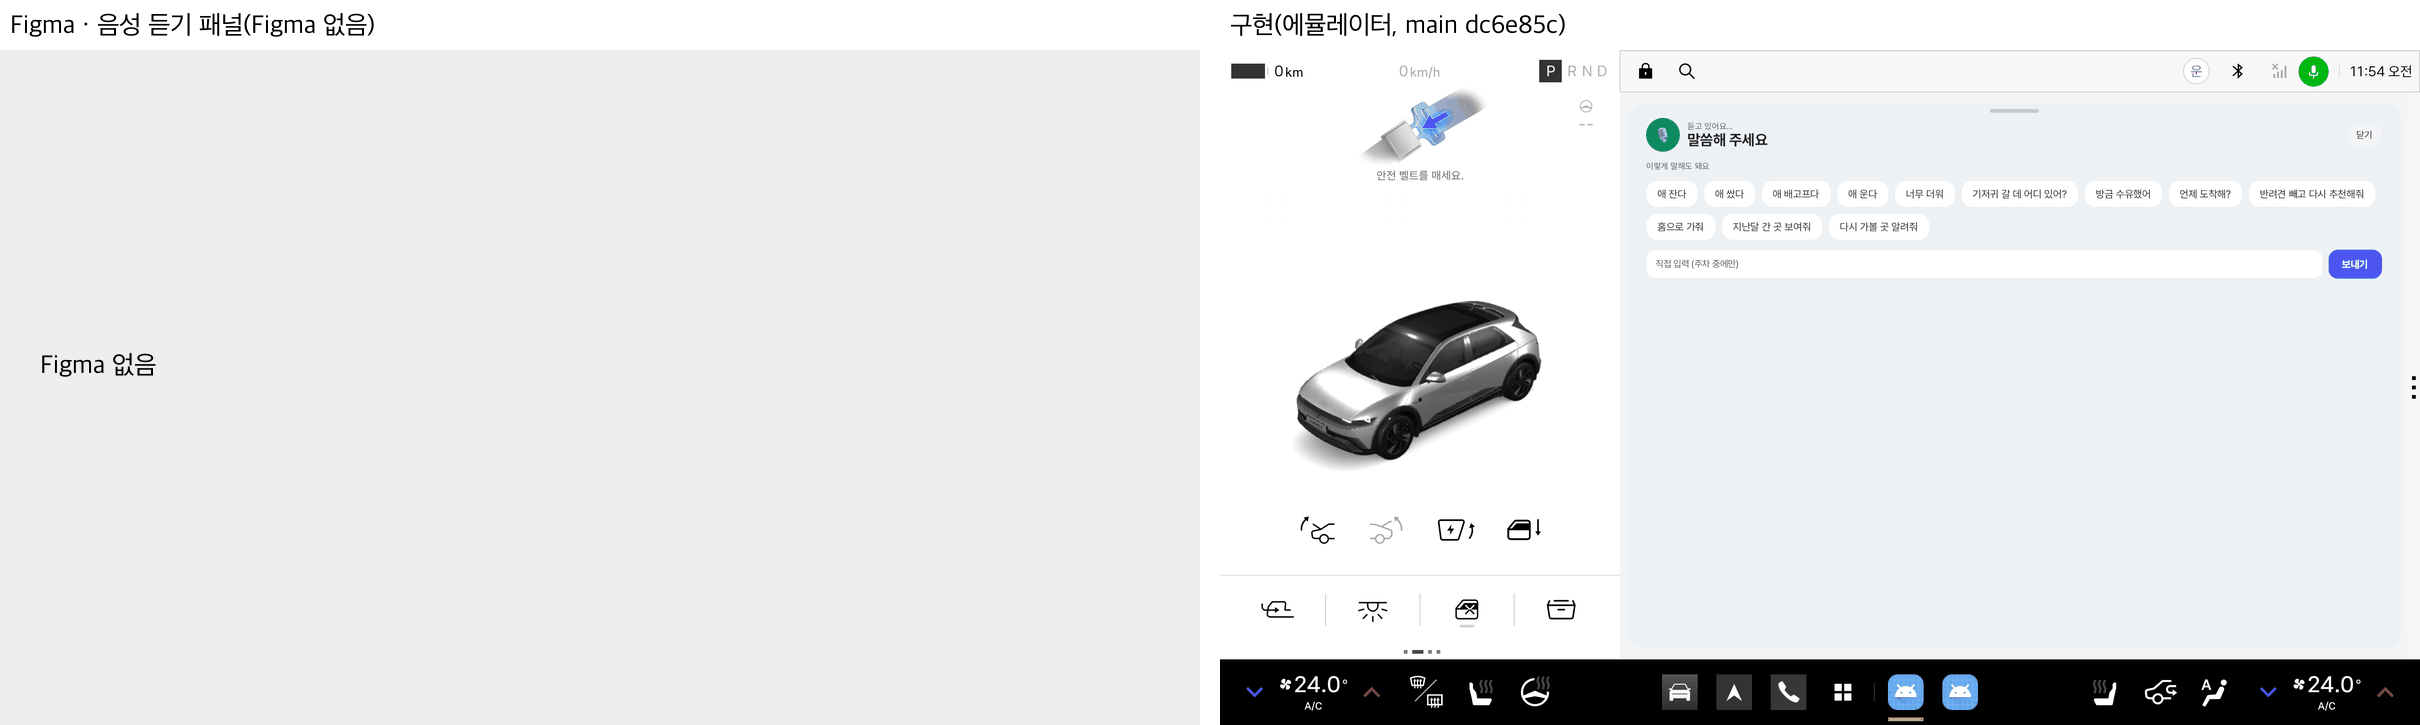 Figma · 음성 듣기 패널(Figma 없음)
Figma 없음
구현(에뮬레이터, main dc6e85c)
0km
0km/h
P R N D
안전 벨트를 매세요.
--
운
11:54 오전
듣고 있어요...
말씀해 주세요
닫기
이렇게 말해도 돼요
애 잔다
애 쌌다
애 배고프다
애 운다
너무 더워
기저귀 갈 데 어디 있어?
방금 수유했어
언제 도착해?
반려견 빼고 다시 추천해줘
홈으로 가줘
지난달 간 곳 보여줘
다시 가볼 곳 알려줘
직접 입력 (주차 중에만)
보내기
24.0°
A/C
A
24.0°
A/C